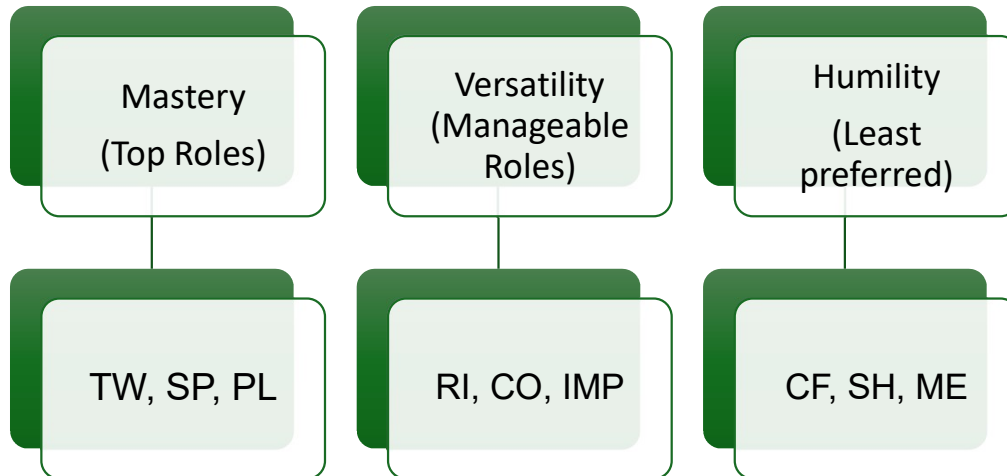 Mastery
(Top Roles)
Versatility
(Manageable
Roles)
Humility
(Least
preferred)
TW, SP, PL
RI, CO, IMP
CF, SH, ME